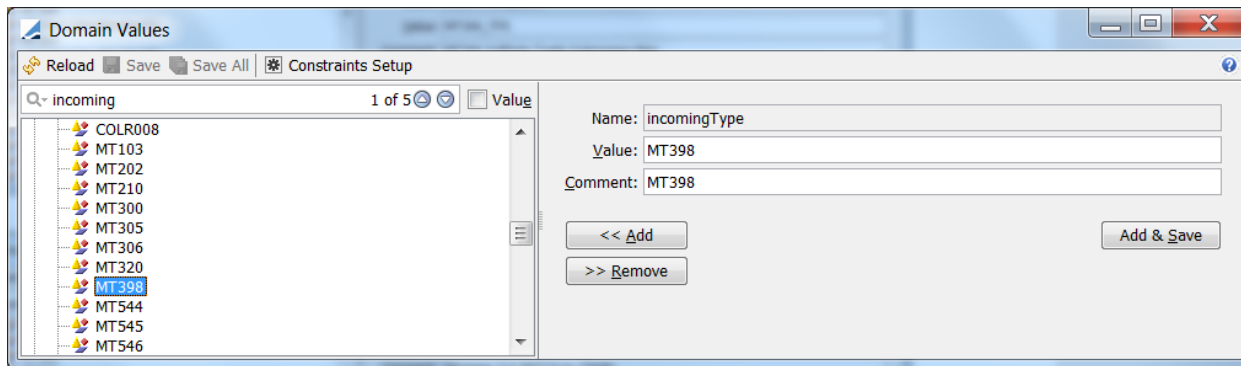 Domain Values
Reload Save Save All Constraints Setup
incoming 1 of 5 Value
COLR008
MT103
MT202
MT210
MT300
MT305
MT306
MT320
MT398
MT544
MT545
MT546
Name: incomingType
Value: MT398
Comment: MT398
<< Add Add & Save
>> Remove